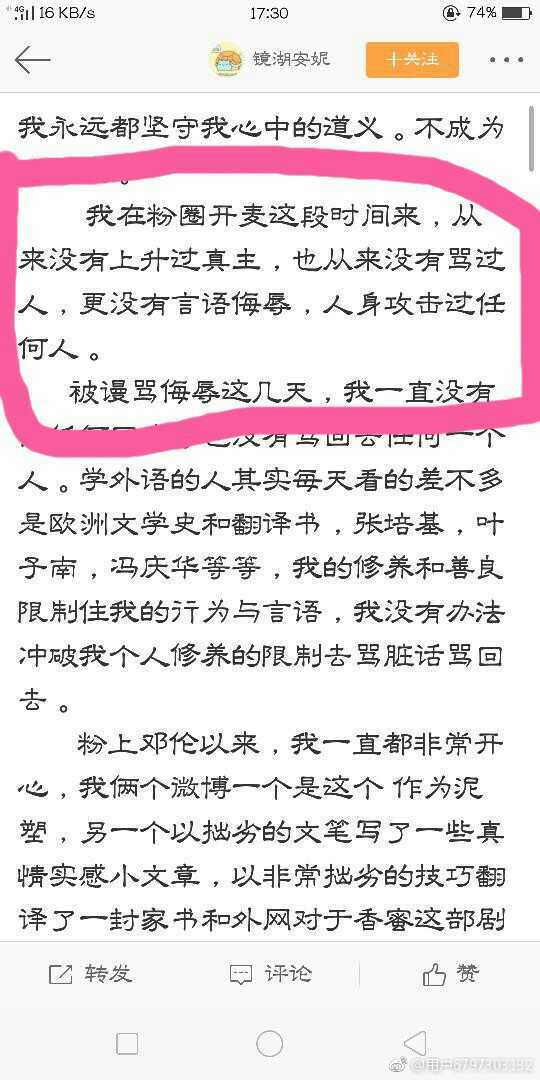 4G 16 KB/s 17:30 74%
镜湖安妮 十关注
我永远都坚守我心中的道义。不成为
。
我在粉圈开麦这段时间来，从
来没有上升过真主，也从来没有骂过
人，更没有言语侮辱，人身攻击过任
何人。
被谩骂侮辱这几天，我一直没有
也没有骂回去任何一个
人。学外语的人其实每天看的差不多
是欧洲文学史和翻译书，张培基，叶
予南，冯庆华等等，我的修养和善良
限制住我的行为与言语，我没有办法
冲破我个人修养的限制去骂脏话骂回
去。
粉上邓伦以来，我一直都非常开
心，我俩个微博一个是这个 作为泥
塑，另一个以拙劣的文笔写了一些真
情实感小文章，以非常拙劣的技巧翻
译了一封家书和外网对于香蜜这部剧
转发 评论 赞
@用户6797303192